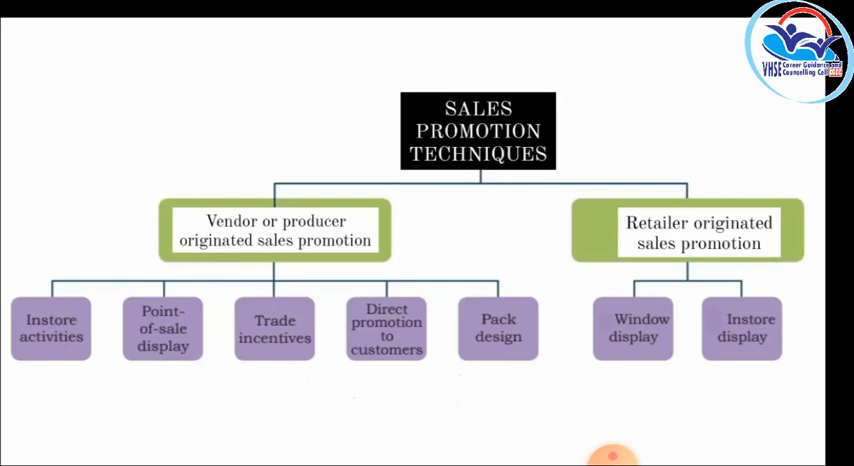 VHSE Career Guidance and
Counselling Cell
SALES
PROMOTION
TECHNIQUES
Vendor or producer
originated sales promotion
Retailer originated
sales promotion
Instore
activities
Point-
of-sale
display
Trade
incentives
Direct
promotion
to
customers
Pack
design
Window
display
Instore
display